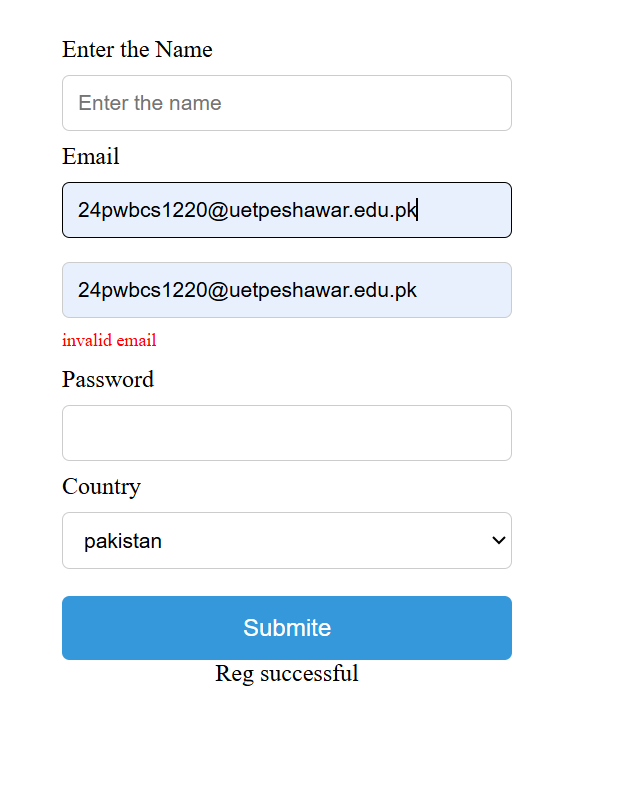 Enter the Name
Enter the name
Email
24pwbcs1220@uetpeshawar.edu.pk
24pwbcs1220@uetpeshawar.edu.pk
invalid email
Password
Country
pakistan
Submite
Reg successful